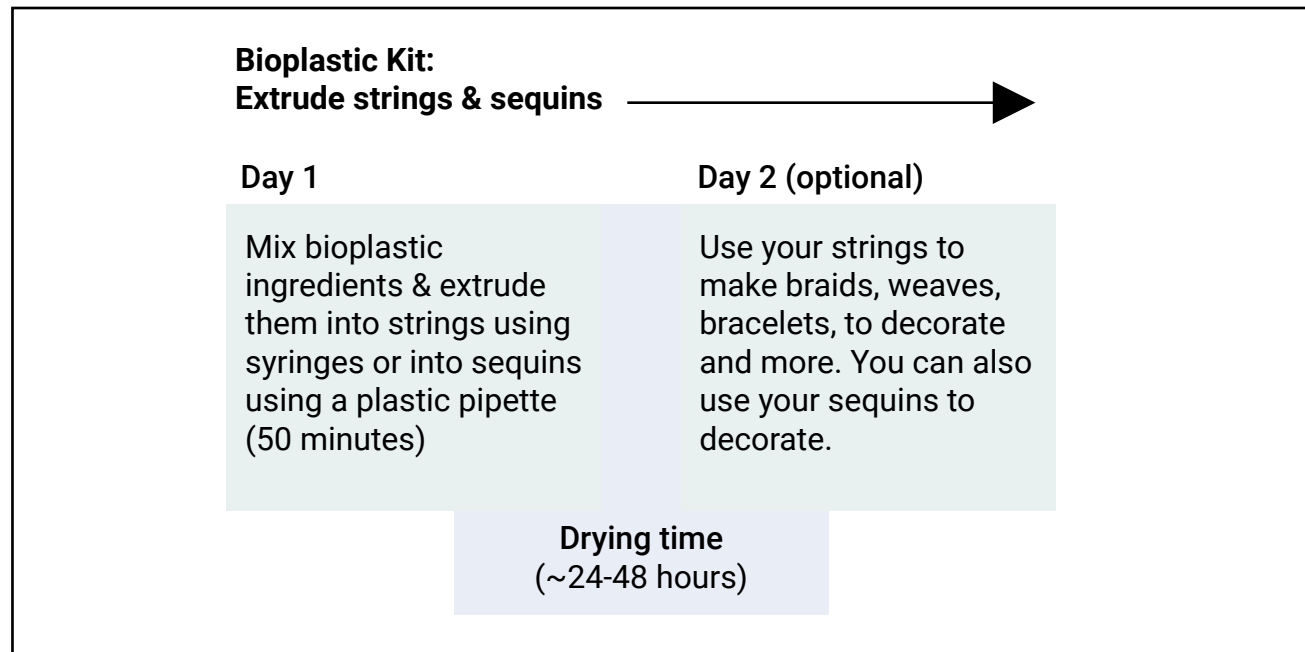 Bioplastic Kit:
Extrude strings & sequins
Day 1
Mix bioplastic
ingredients & extrude
them into strings using
syringes or into sequins
using a plastic pipette
(50 minutes)
Day 2 (optional)
Use your strings to
make braids, weaves,
bracelets, to decorate
and more. You can also
use your sequins to
decorate.
Drying time
(~24-48 hours)